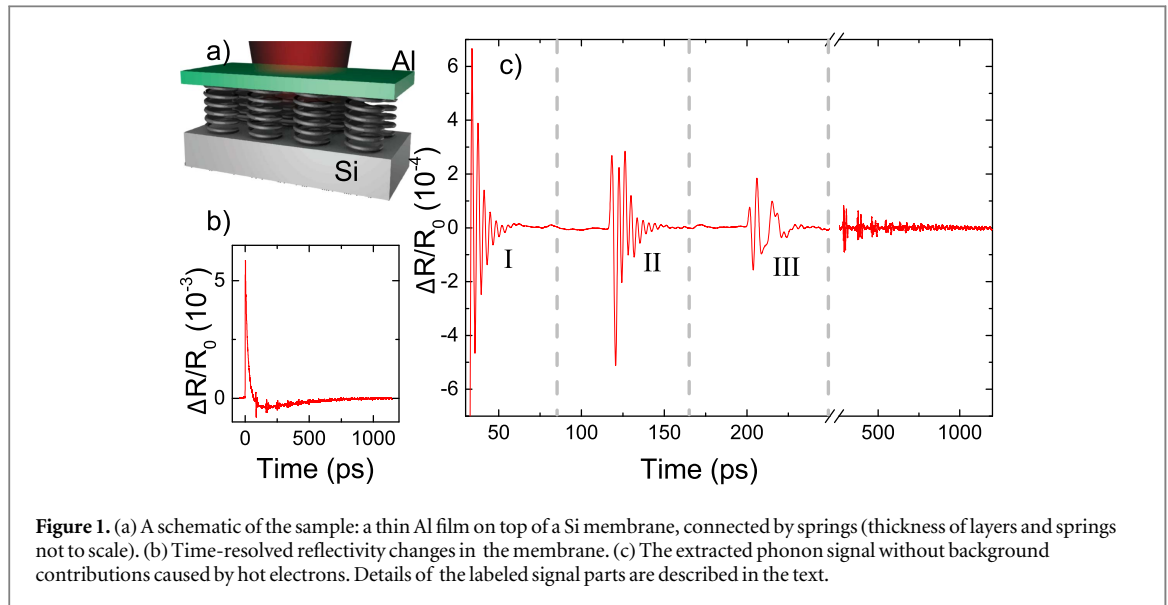 a)
Al
Si
b)
ΔR/R0 (10-3)
5
0
0 500 1000
Time (ps)
c)
ΔR/R0 (10-4)
6
4
2
0
-2
-4
-6
I
II
III
50 100 150 200 500 1000
Time (ps)
Figure 1. (a) A schematic of the sample: a thin Al film on top of a Si membrane, connected by springs (thickness of layers and springs
not to scale). (b) Time-resolved reflectivity changes in the membrane. (c) The extracted phonon signal without background
contributions caused by hot electrons. Details of the labeled signal parts are described in the text.